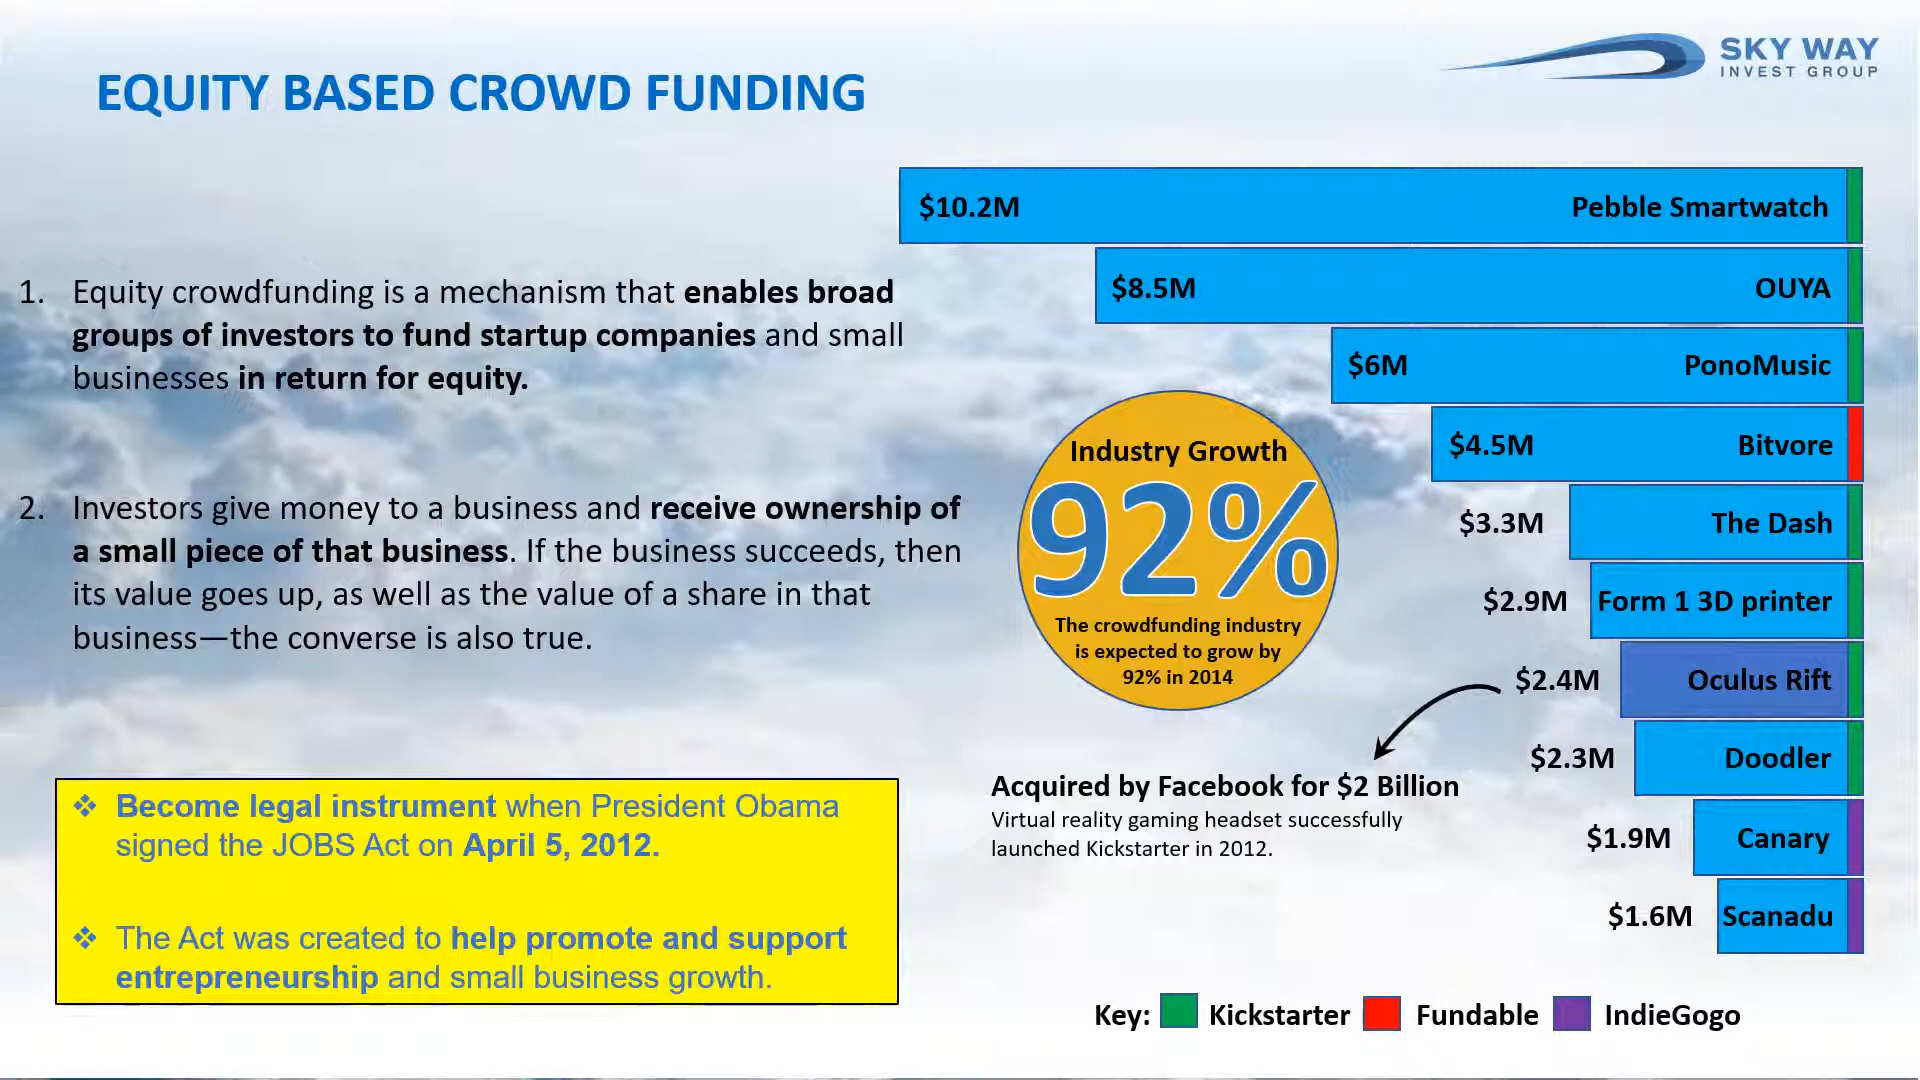 SKY WAY
INVEST GROUP
EQUITY BASED CROWD FUNDING
1. Equity crowdfunding is a mechanism that enables broad
groups of investors to fund startup companies and small
businesses in return for equity.
2. Investors give money to a business and receive ownership of
a small piece of that business. If the business succeeds, then
its value goes up, as well as the value of a share in that
business—the converse is also true.
❖ Become legal instrument when President Obama
signed the JOBS Act on April 5, 2012.
❖ The Act was created to help promote and support
entrepreneurship and small business growth.
$10.2M Pebble Smartwatch
$8.5M OUYA
$6M PonoMusic
$4.5M Bitvore
$3.3M The Dash
$2.9M Form 1 3D printer
$2.4M Oculus Rift
$2.3M Doodler
$1.9M Canary
$1.6M Scanadu
Industry Growth
92%
The crowdfunding industry
is expected to grow by
92% in 2014
Acquired by Facebook for $2 Billion
Virtual reality gaming headset successfully
launched Kickstarter in 2012.
Key: Kickstarter Fundable IndieGogo